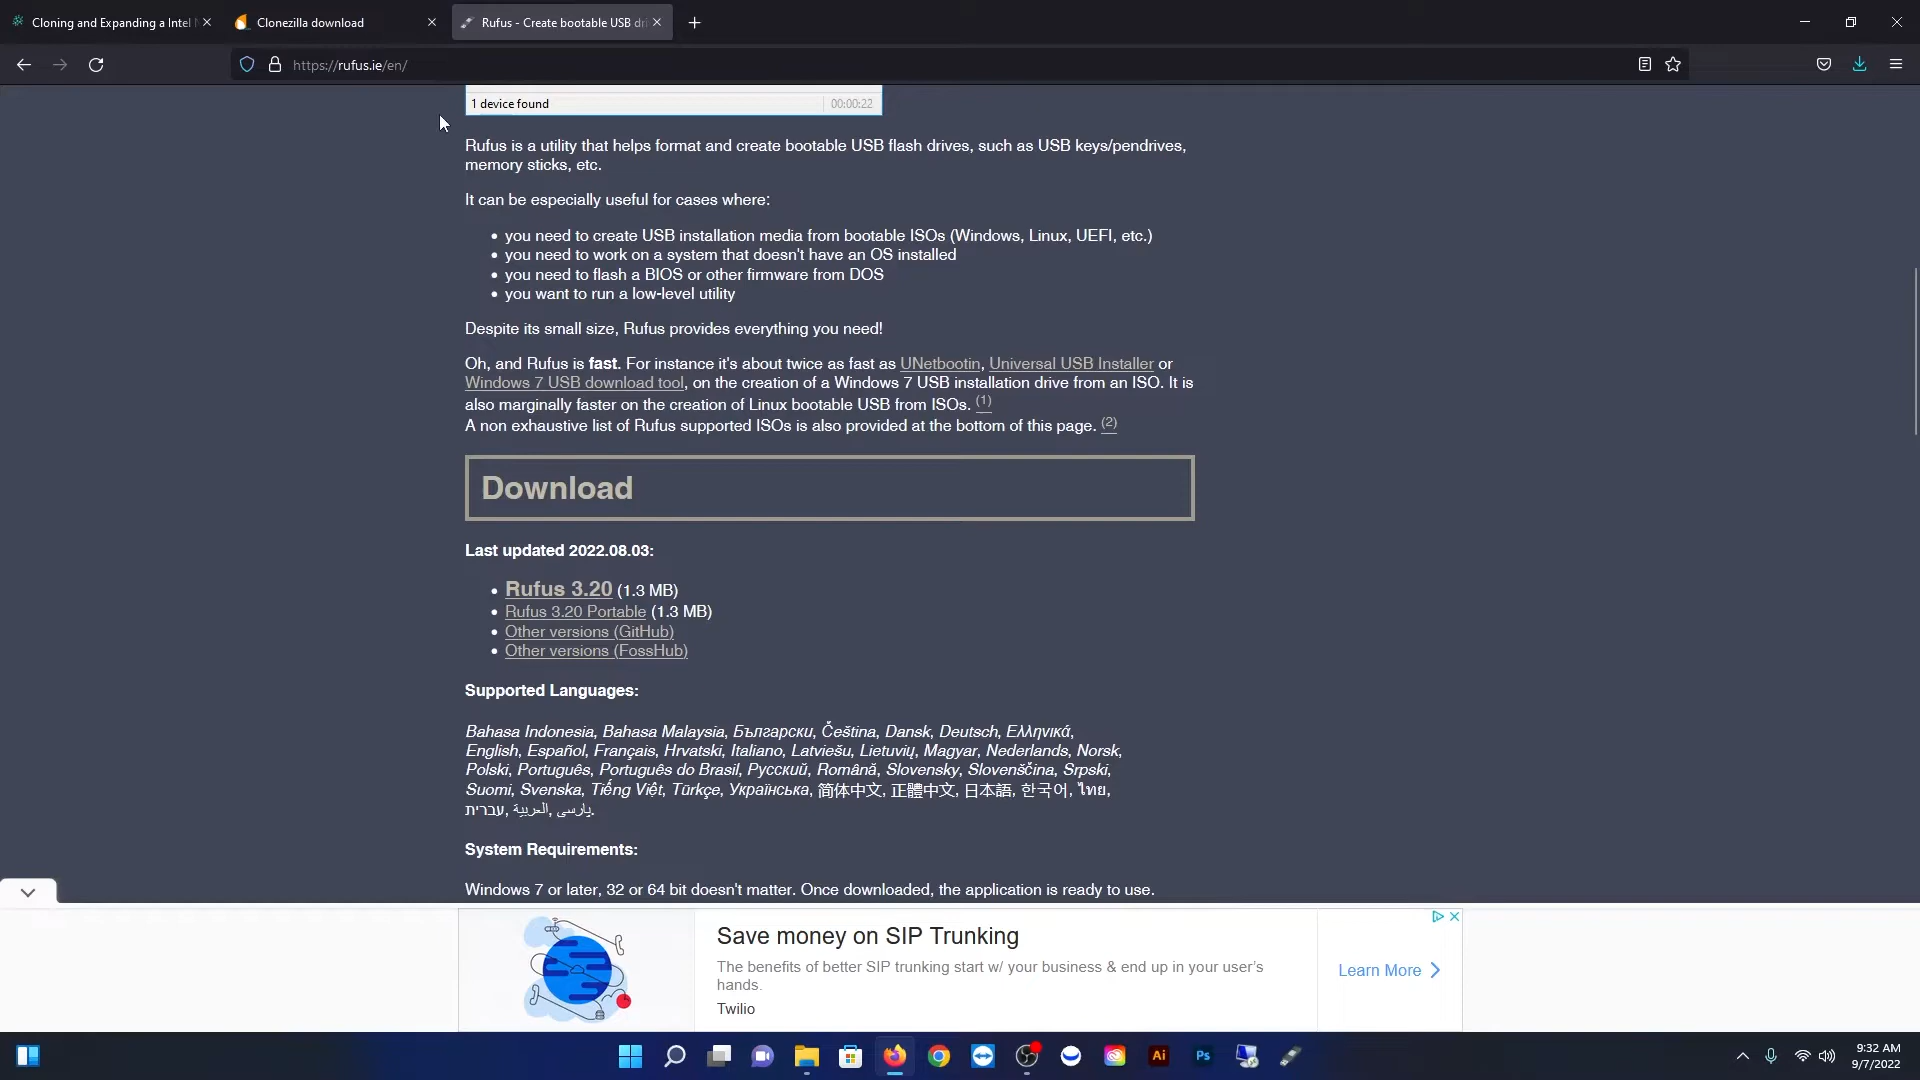 Cloning and Expanding a Intel
Clonezilla download
Rufus - Create bootable USB dri
https://rufus.ie/en/
1 device found
00:00:22
Rufus is a utility that helps format and create bootable USB flash drives, such as USB keys/pendrives,
memory sticks, etc.
It can be especially useful for cases where:
you need to create USB installation media from bootable ISOs (Windows, Linux, UEFI, etc.)
you need to work on a system that doesn't have an OS installed
you need to flash a BIOS or other firmware from DOS
you want to run a low-level utility
Despite its small size, Rufus provides everything you need!
Oh, and Rufus is fast. For instance it's about twice as fast as UNetbootin, Universal USB Installer or
Windows 7 USB download tool, on the creation of a Windows 7 USB installation drive from an ISO. It is
also marginally faster on the creation of Linux bootable USB from ISOs. (1)
A non exhaustive list of Rufus supported ISOs is also provided at the bottom of this page. (2)
Download
Last updated 2022.08.03:
Rufus 3.20 (1.3 MB)
Rufus 3.20 Portable (1.3 MB)
Other versions (GitHub)
Other versions (FossHub)
Supported Languages:
Bahasa Indonesia, Bahasa Malaysia, Български, Čeština, Dansk, Deutsch, Ελληνικά,
English, Español, Français, Hrvatski, Italiano, Latviešu, Lietuvių, Magyar, Nederlands, Norsk,
Polski, Português, Português do Brasil, Русский, Română, Slovensky, Slovenščina, Srpski,
Suomi, Svenska, Tiếng Việt, Türkçe, Українська, 简体中文, 正體中文, 日本語, 한국어, ไทย,
עברית, العربية, پارسی.
System Requirements:
Windows 7 or later, 32 or 64 bit doesn't matter. Once downloaded, the application is ready to use.
Save money on SIP Trunking
The benefits of better SIP trunking start w/ your business & end up in your user's
hands.
Twilio
Learn More
Ai
Ps
9:32 AM
9/7/2022